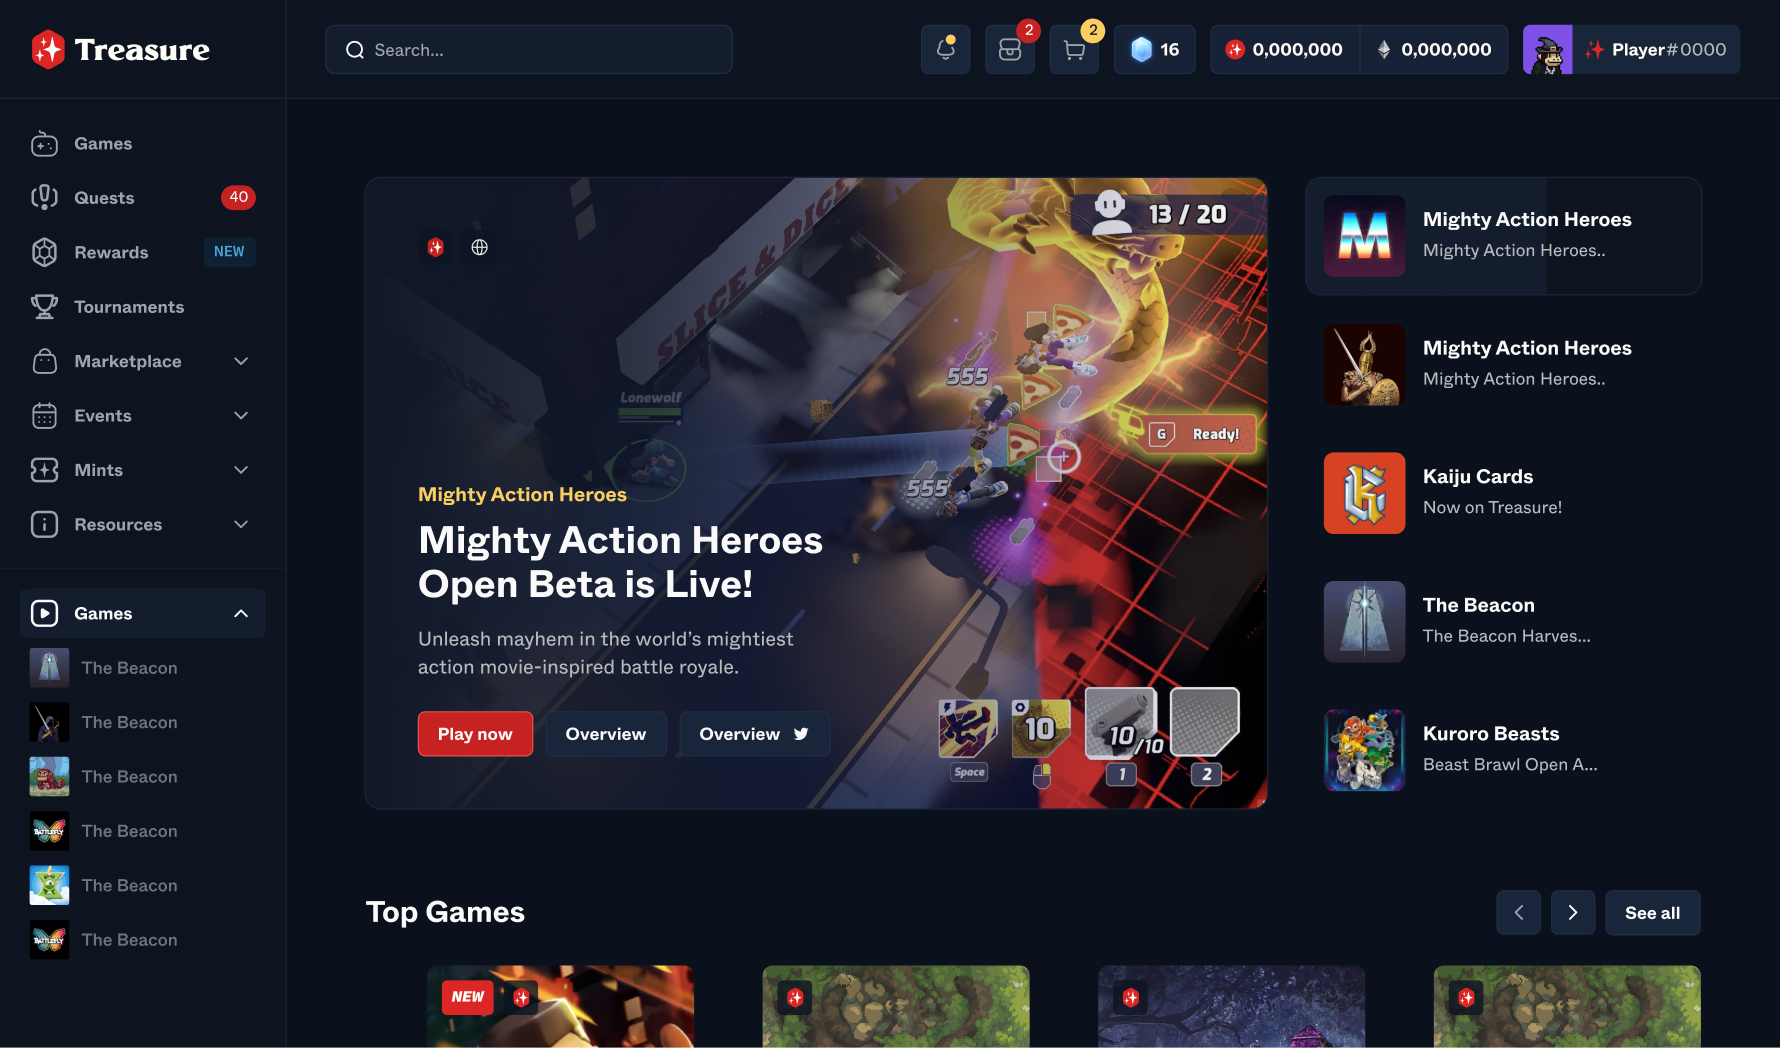 Treasure
Search...
2
2
16
0,000,000
0,000,000
Player#0000
Games
Quests
40
Rewards
NEW
Tournaments
Marketplace
Events
Mints
Resources
Games
The Beacon
The Beacon
The Beacon
BATTLEFLY
The Beacon
The Beacon
BATTLEFLY
The Beacon
SLICE & DICE
13 / 20
Lonewolf
555
555
G Ready!
Mighty Action Heroes
Mighty Action Heroes
Open Beta is Live!
Unleash mayhem in the world's mightiest
action movie-inspired battle royale.
Play now
Overview
Overview
10
10/10
Space
1
2
M
Mighty Action Heroes
Mighty Action Heroes..
Mighty Action Heroes
Mighty Action Heroes..
Kaiju Cards
Now on Treasure!
The Beacon
The Beacon Harves...
Kuroro Beasts
Beast Brawl Open A...
Top Games
See all
NEW